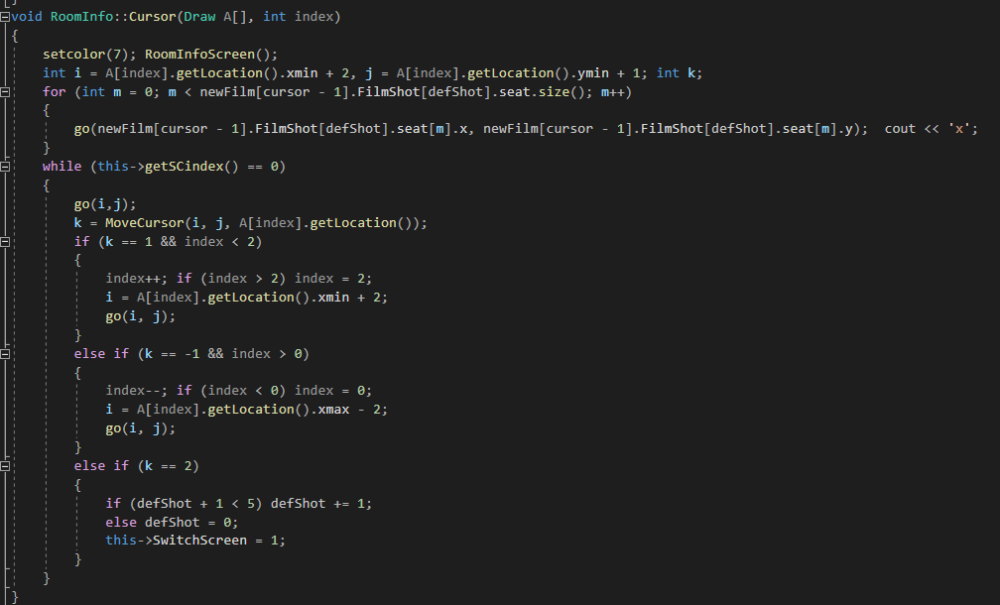 void RoomInfo::Cursor(Draw A[], int index)
{
    setcolor(7); RoomInfoScreen();
    int i = A[index].getLocation().xmin + 2, j = A[index].getLocation().ymin + 1; int k;
    for (int m = 0; m < newFilm[cursor - 1].FilmShot[defShot].seat.size(); m++)
    {
        go(newFilm[cursor - 1].FilmShot[defShot].seat[m].x, newFilm[cursor - 1].FilmShot[defShot].seat[m].y);  cout << 'x';
    }
    while (this->getSCindex() == 0)
    {
        go(i,j);
        k = MoveCursor(i, j, A[index].getLocation());
        if (k == 1 && index < 2)
        {
            index++; if (index > 2) index = 2;
            i = A[index].getLocation().xmin + 2;
            go(i, j);
        }
        else if (k == -1 && index > 0)
        {
            index--; if (index < 0) index = 0;
            i = A[index].getLocation().xmax - 2;
            go(i, j);
        }
        else if (k == 2)
        {
            if (defShot + 1 < 5) defShot += 1;
            else defShot = 0;
            this->SwitchScreen = 1;
        }
    }
}